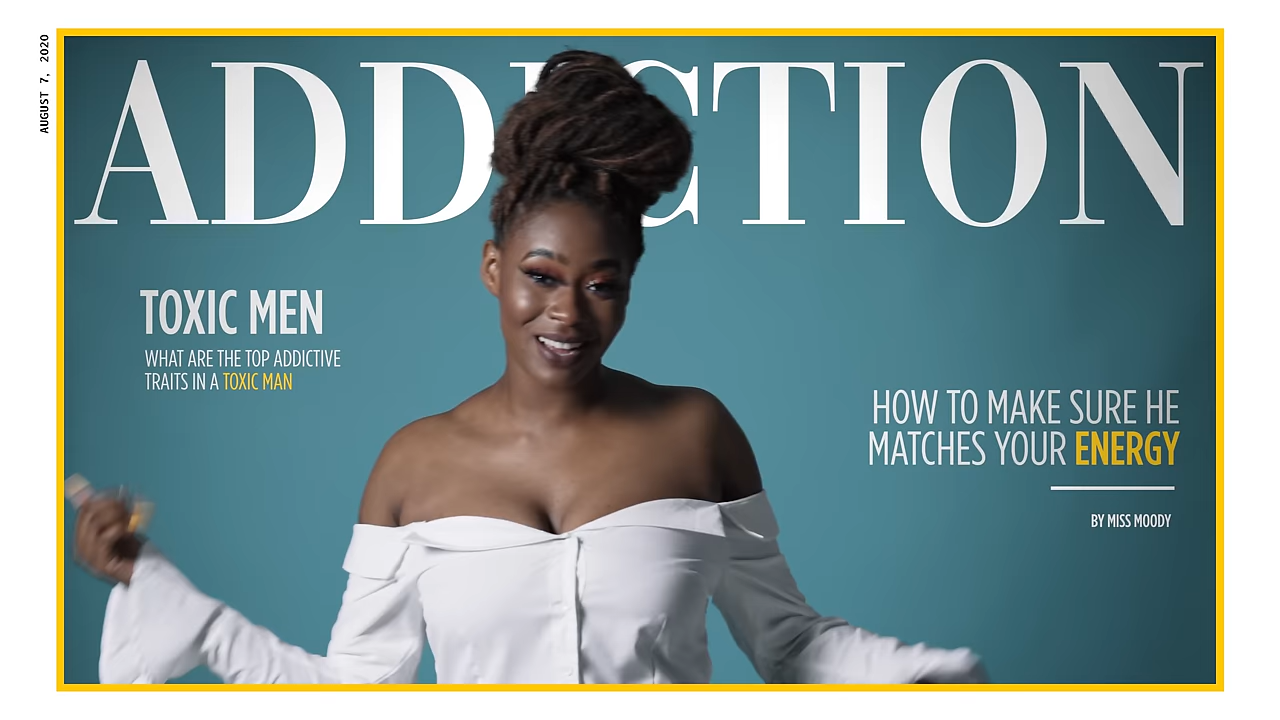 AUGUST 7, 2020
ADDICTION
TOXIC MEN
WHAT ARE THE TOP ADDICTIVE
TRAITS IN A TOXIC MAN
HOW TO MAKE SURE HE
MATCHES YOUR ENERGY
BY MISS MOODY